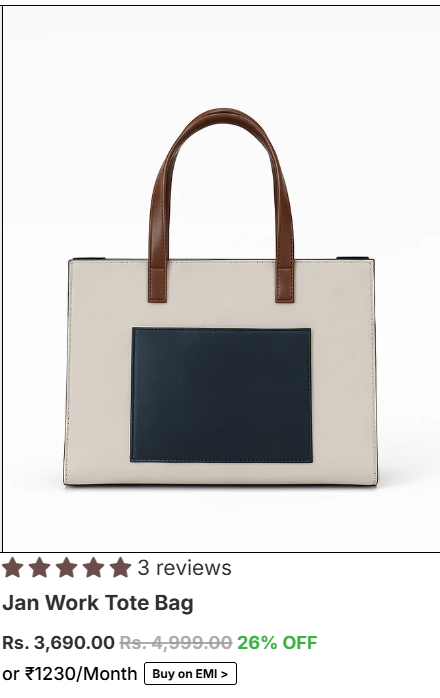 3 reviews
Jan Work Tote Bag
Rs. 3,690.00 Rs. 4,999.00 26% OFF
or ₹1230/Month Buy on EMI >